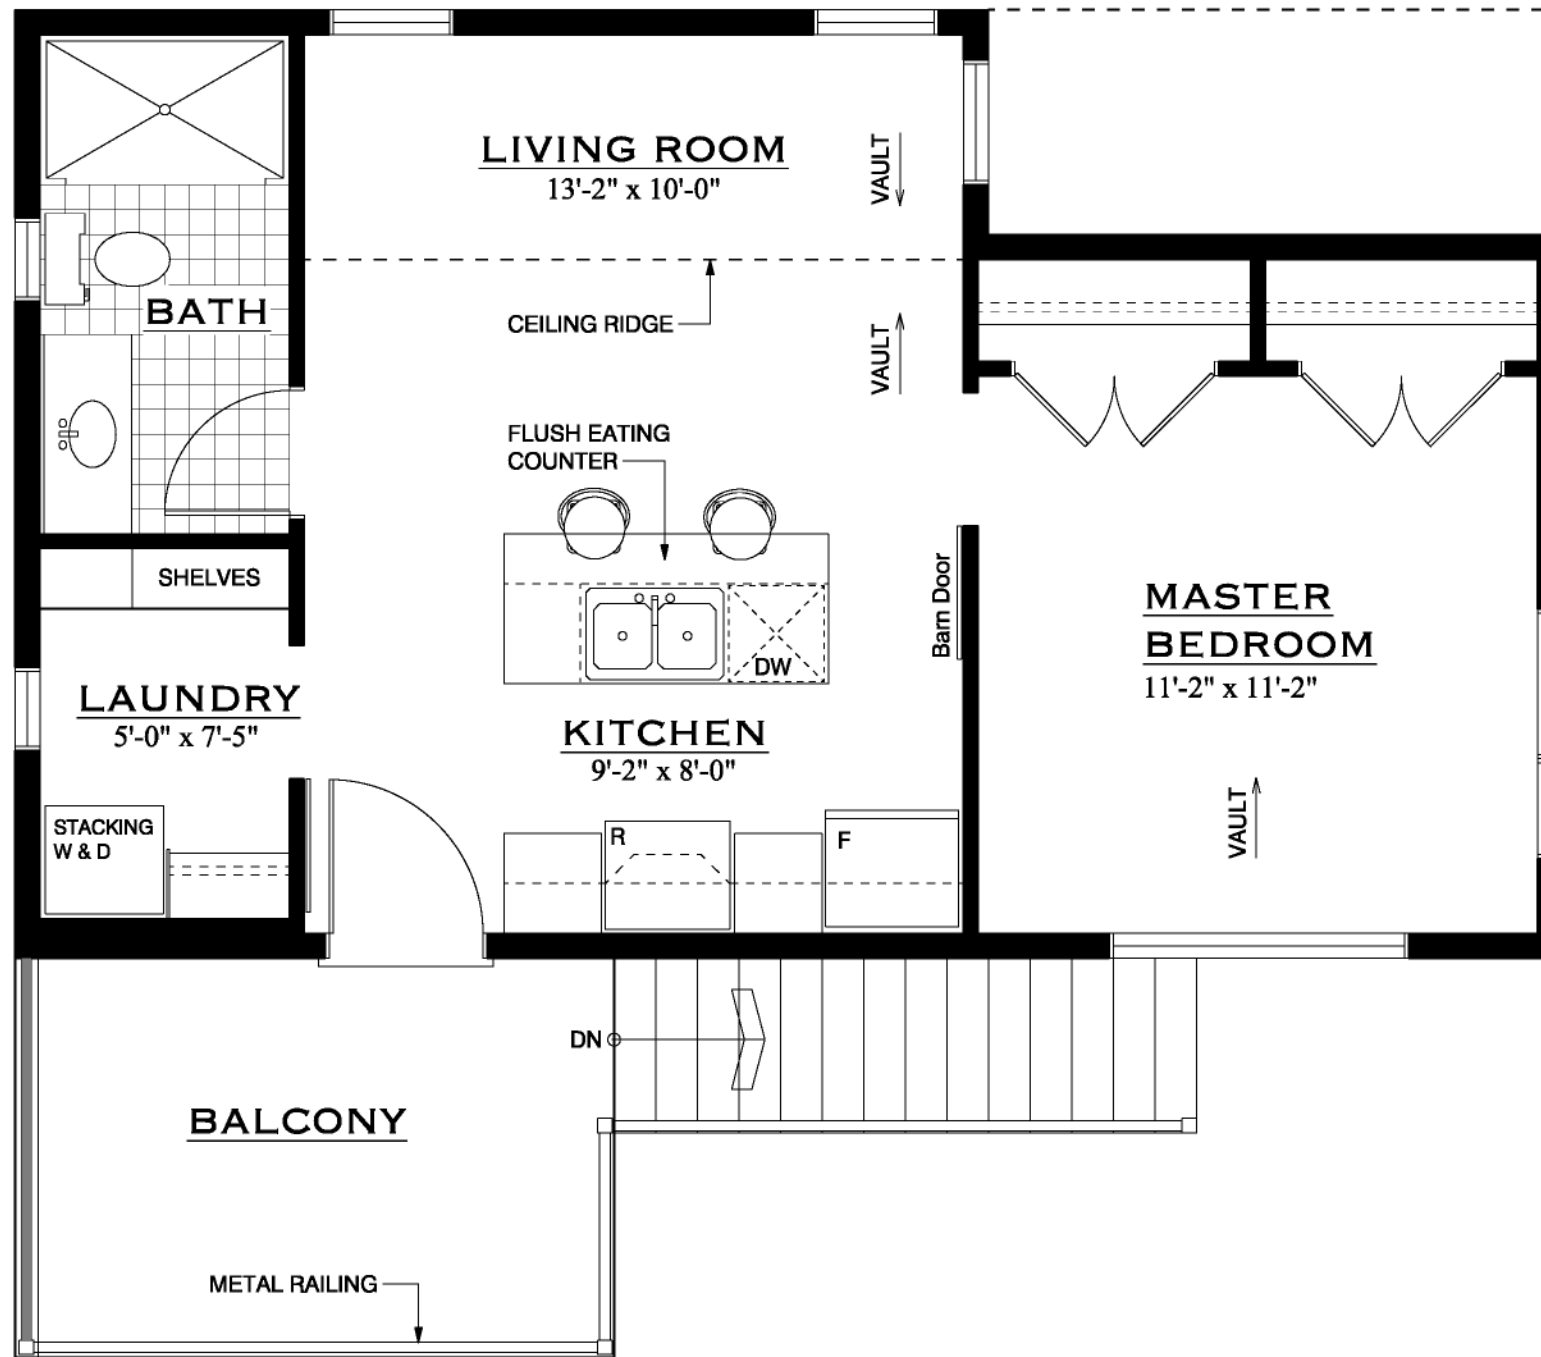 LIVING ROOM
13'-2" x 10'-0"
VAULT
BATH
CEILING RIDGE
VAULT
FLUSH EATING
COUNTER
SHELVES
Barn Door
MASTER
BEDROOM
11'-2" x 11'-2"
DW
LAUNDRY
5'-0" x 7'-5"
KITCHEN
9'-2" x 8'-0"
VAULT
STACKING
W & D
R
F
DN
BALCONY
METAL RAILING